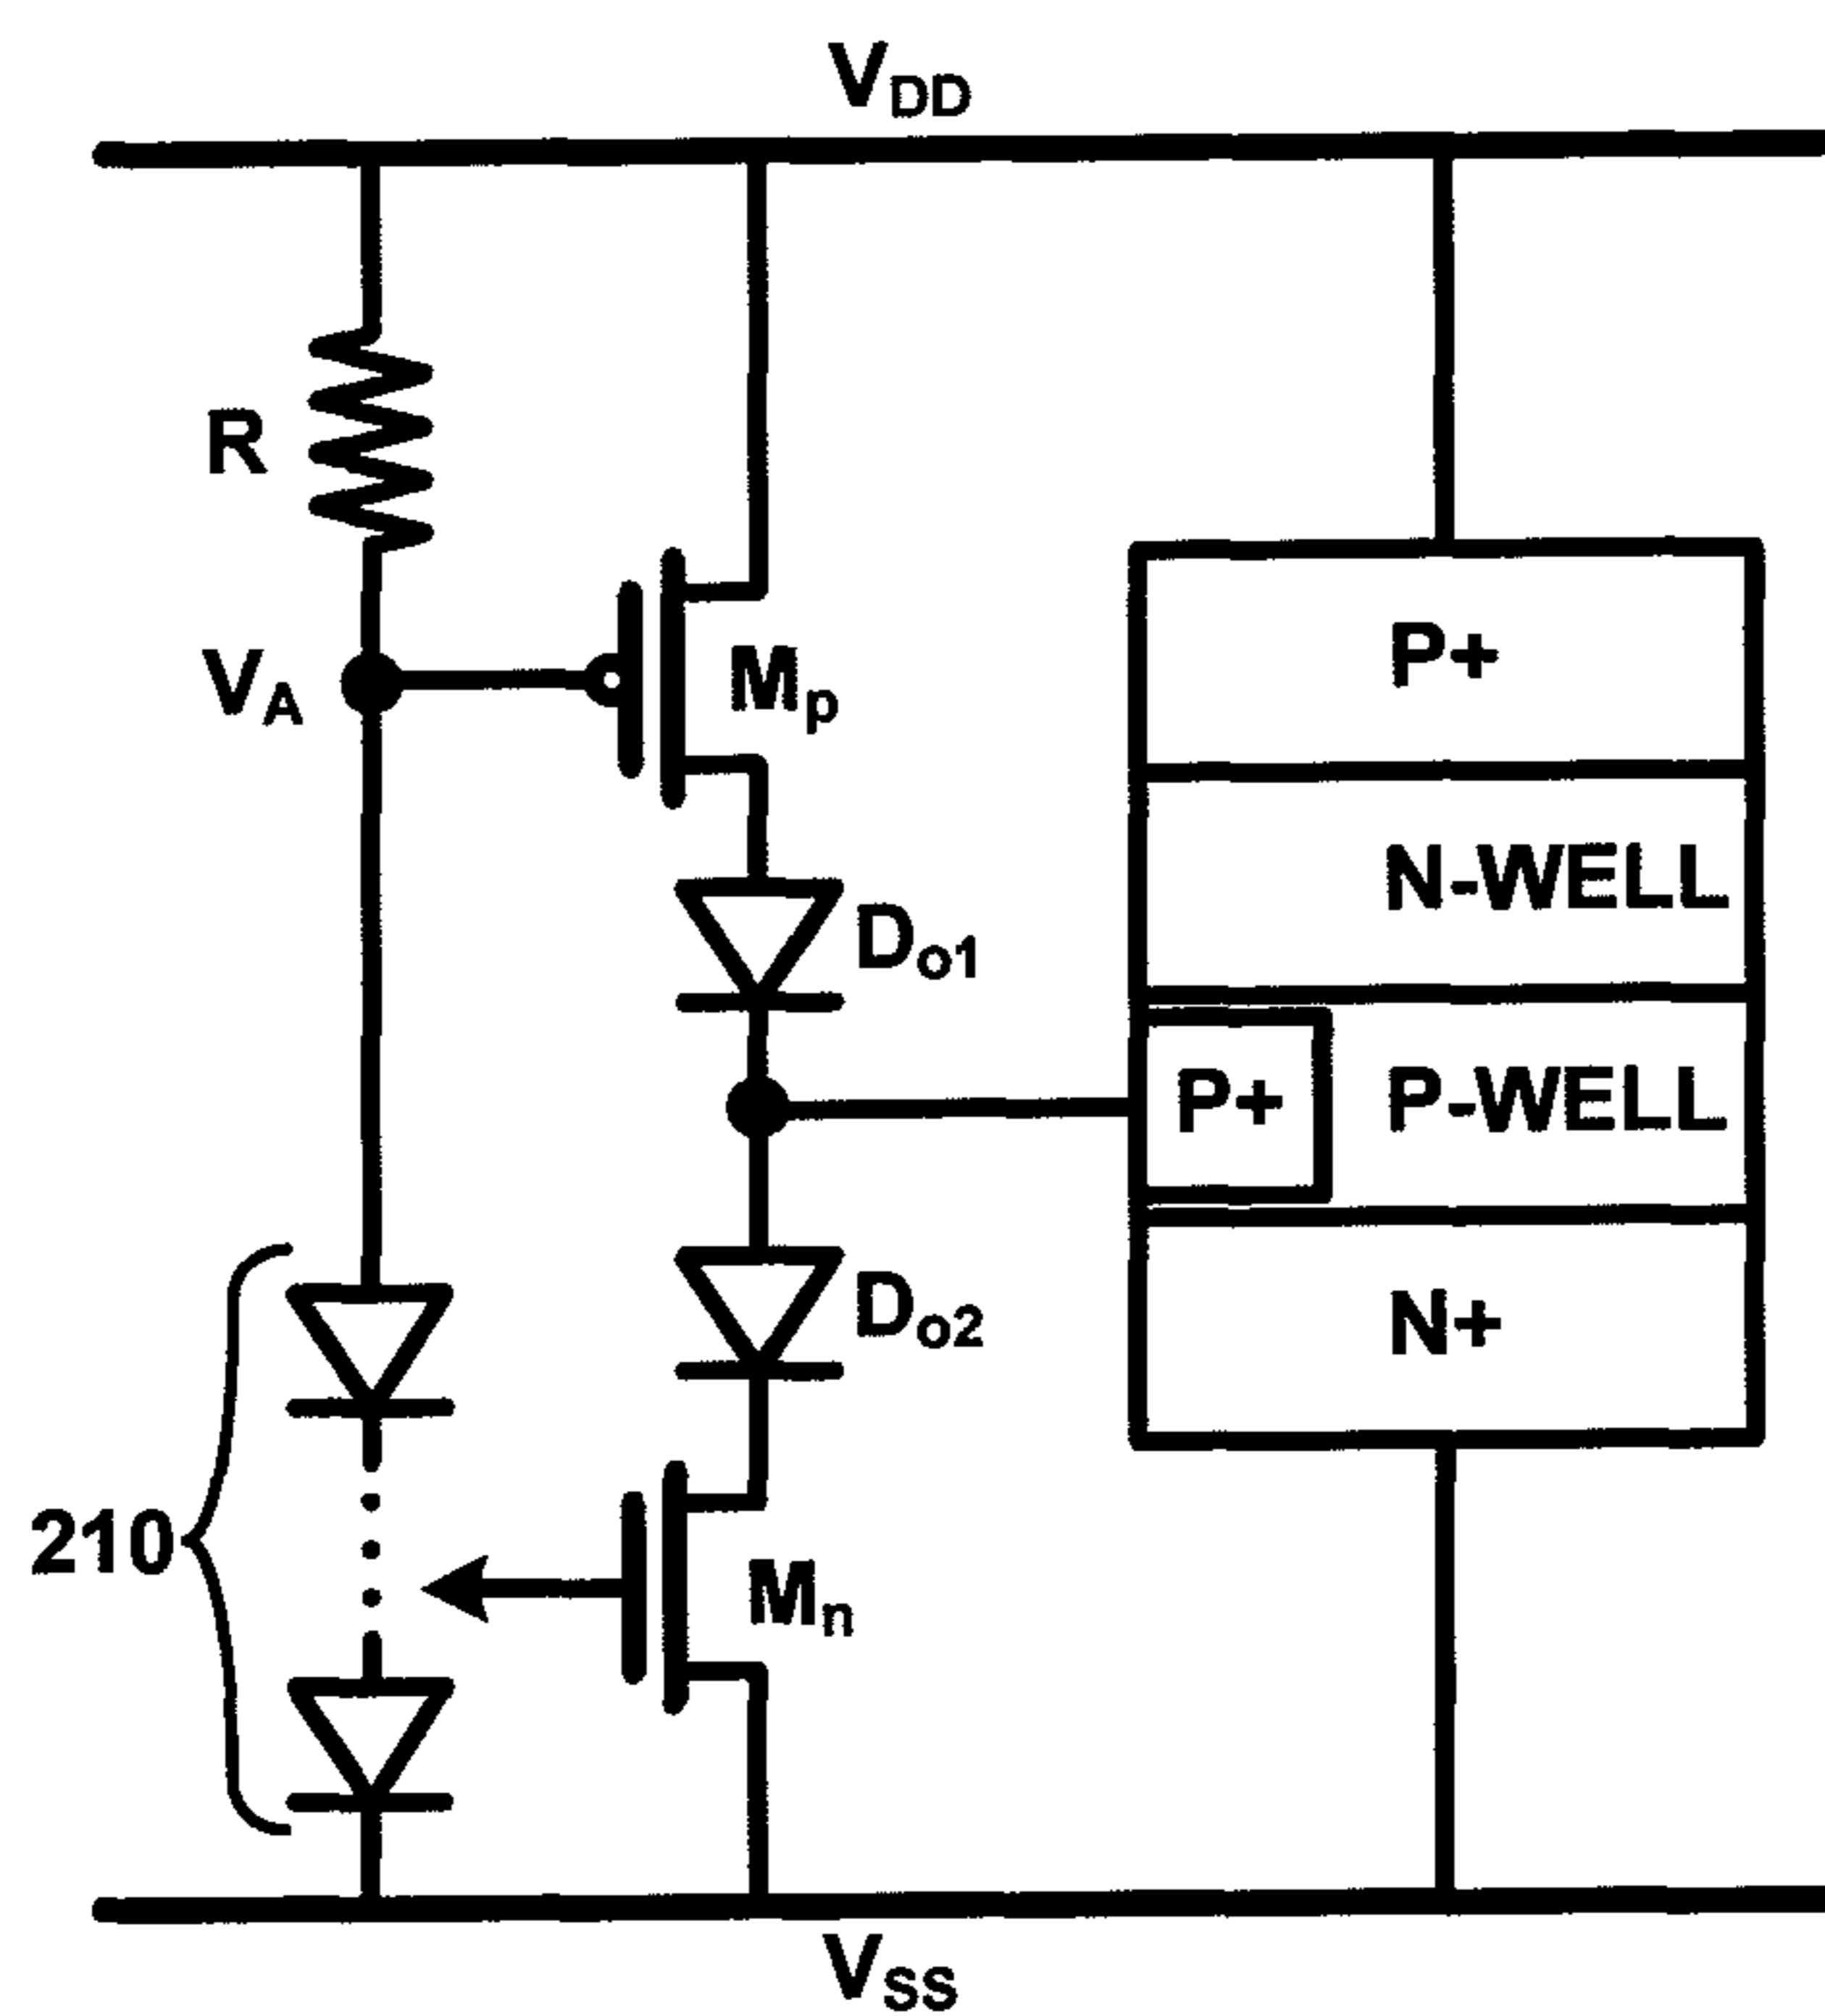 VDD
R
VA
Mp
P+
N-WELL
Do1
P+ P-WELL
Do2
N+
210
Mn
VSS